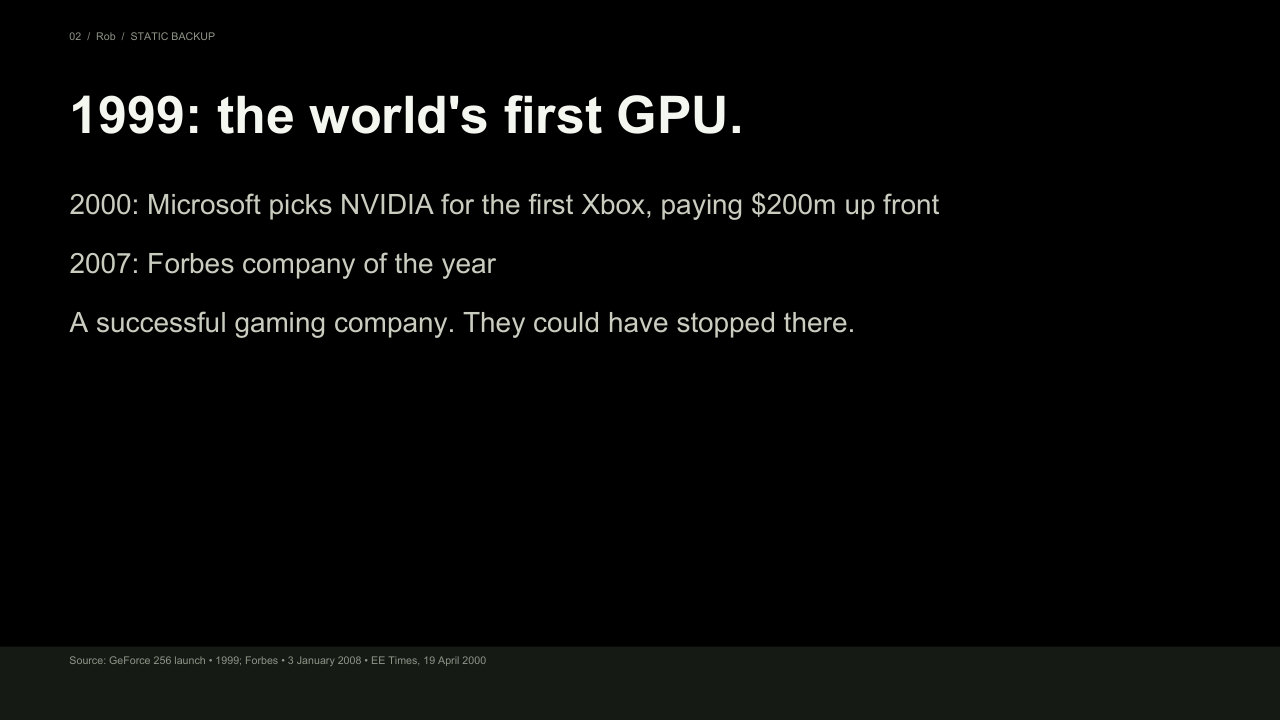 02 / Rob / STATIC BACKUP
1999: the world's first GPU.
2000: Microsoft picks NVIDIA for the first Xbox, paying $200m up front
2007: Forbes company of the year
A successful gaming company. They could have stopped there.
Source: GeForce 256 launch • 1999; Forbes • 3 January 2008 • EE Times, 19 April 2000